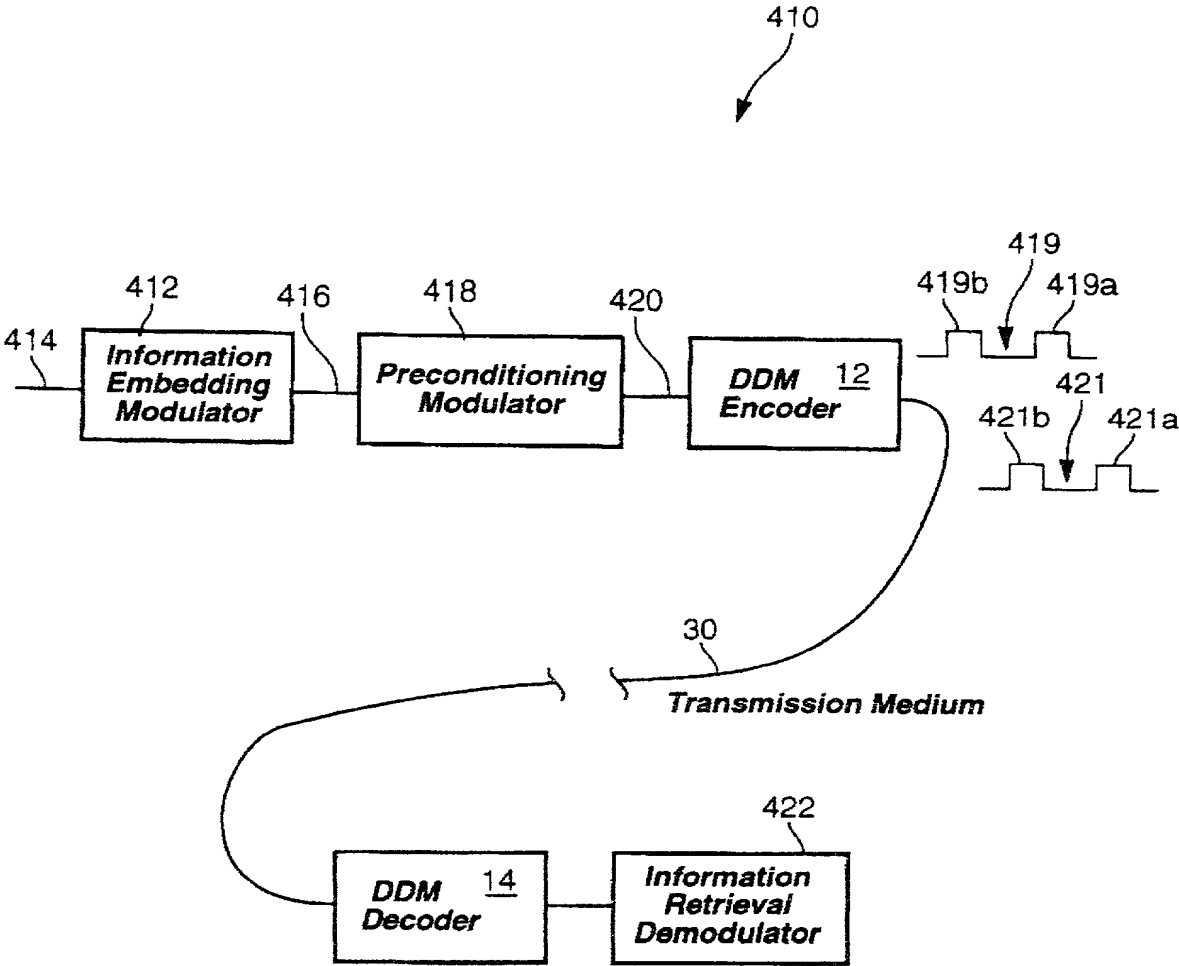 410
419
419b
419a
412
416
418
420
414
Information
Embedding
Modulator
Preconditioning
Modulator
DDM 12
Encoder
421
421b
421a
30
Transmission Medium
422
DDM 14
Decoder
Information
Retrieval
Demodulator